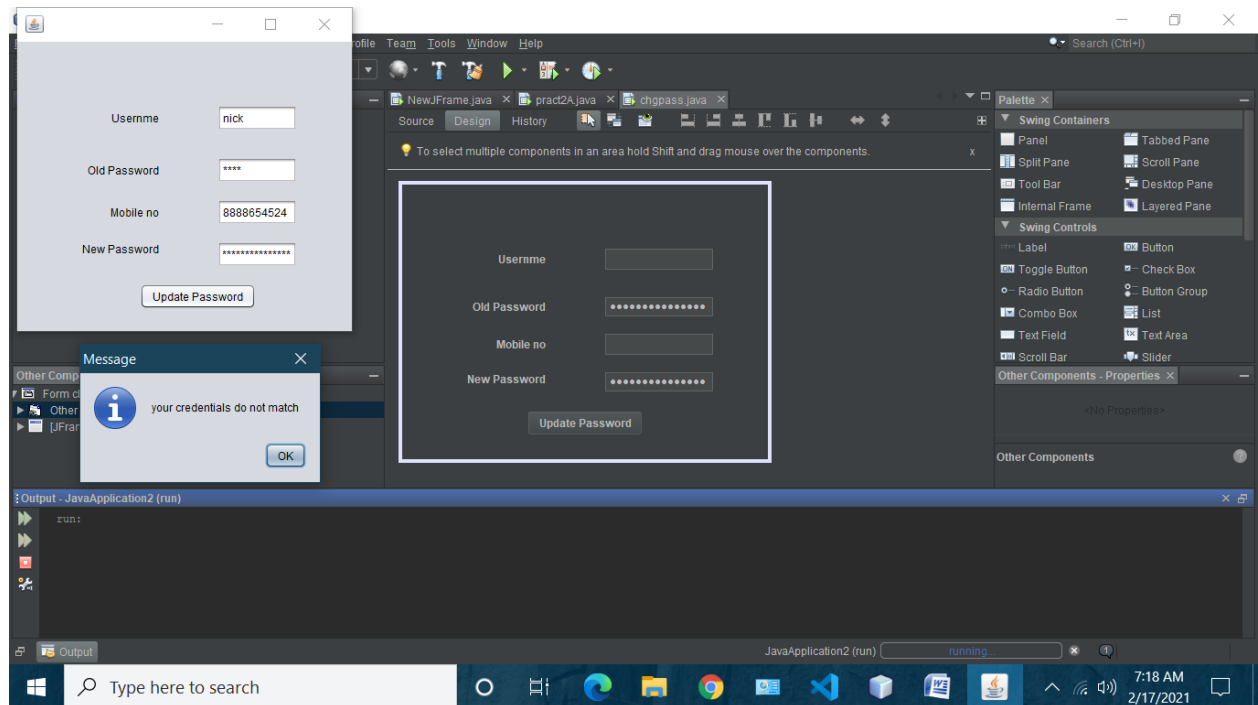 rofile Team Tools Window Help
Search (Ctrl+I)
NewJFrame.java pract2A.java chgpass.java
Source Design History
To select multiple components in an area hold Shift and drag mouse over the components. x
Usernme nick
Old Password ****
Mobile no 8888654524
New Password ***************
Update Password
Message
your credentials do not match
OK
Usernme
Old Password
Mobile no
New Password
Update Password
Palette
Swing Containers
Panel Tabbed Pane
Split Pane Scroll Pane
Tool Bar Desktop Pane
Internal Frame Layered Pane
Swing Controls
Label OK Button
ON Toggle Button Check Box
Radio Button Button Group
Combo Box List
Text Field Text Area
Scroll Bar Slider
Other Comp
Form c
Other
[JFran
Other Components - Properties
<No Properties>
Other Components
Output - JavaApplication2 (run)
run:
Output
JavaApplication2 (run) running...
Type here to search
7:18 AM
2/17/2021